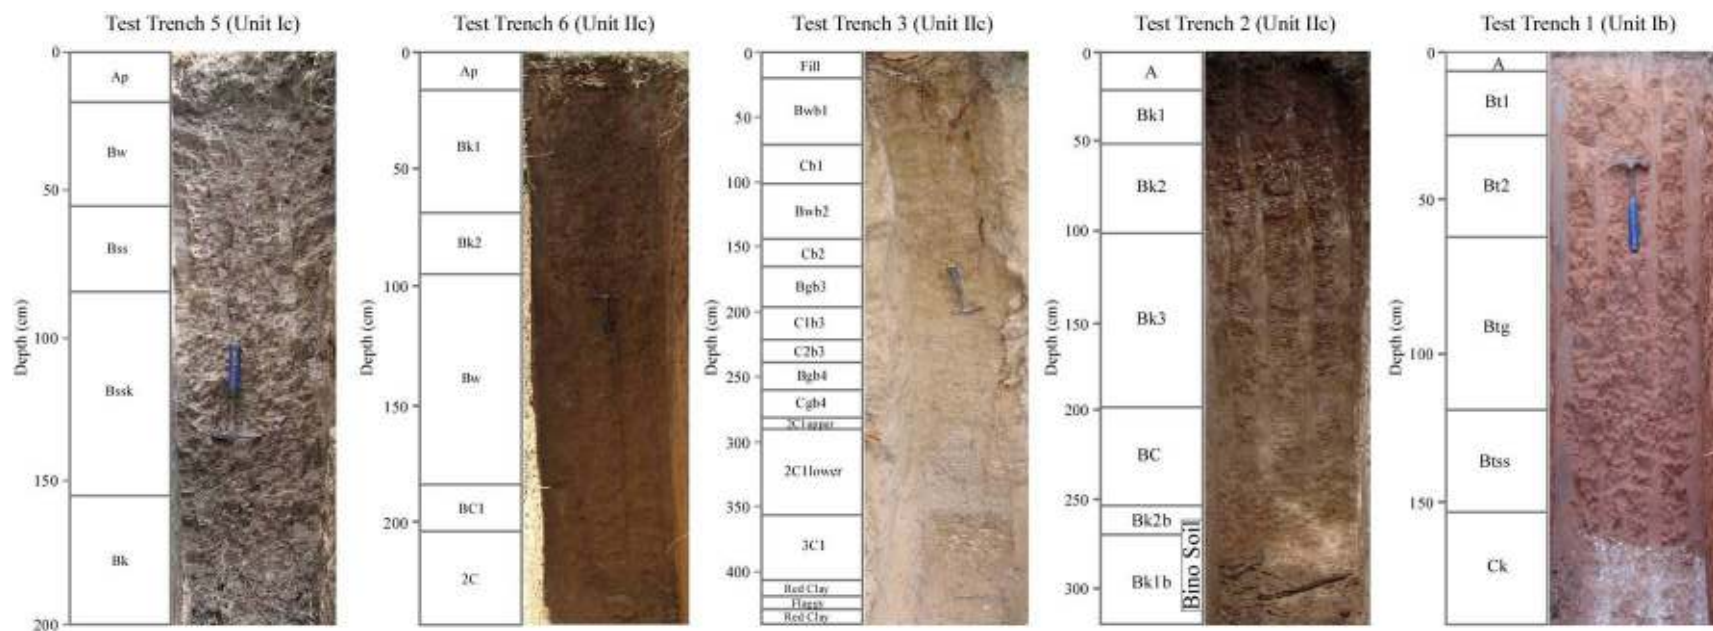 Test Trench 5 (Unit Ic)
Depth (cm)
0
50
100
150
200
Ap
Bw
Bss
Bssk
Bk
Test Trench 6 (Unit IIc)
Depth (cm)
0
50
100
150
200
Ap
Bk1
Bk2
Bw
BC1
2C
Test Trench 3 (Unit IIc)
Depth (cm)
0
50
100
150
200
250
300
350
400
Fill
Bwb1
Cb1
Bwb2
Cb2
Bgb3
C1b3
C2b3
Bgb4
Cgb4
2C1upper
2C1lower
3C1
Red Clay
Flaggy
Red Clay
Test Trench 2 (Unit IIc)
Depth (cm)
0
50
100
150
200
250
300
A
Bk1
Bk2
Bk3
BC
Bk2b
Bk1b
Bino Soil
Test Trench 1 (Unit Ib)
Depth (cm)
0
50
100
150
A
Bt1
Bt2
Btg
Btss
Ck